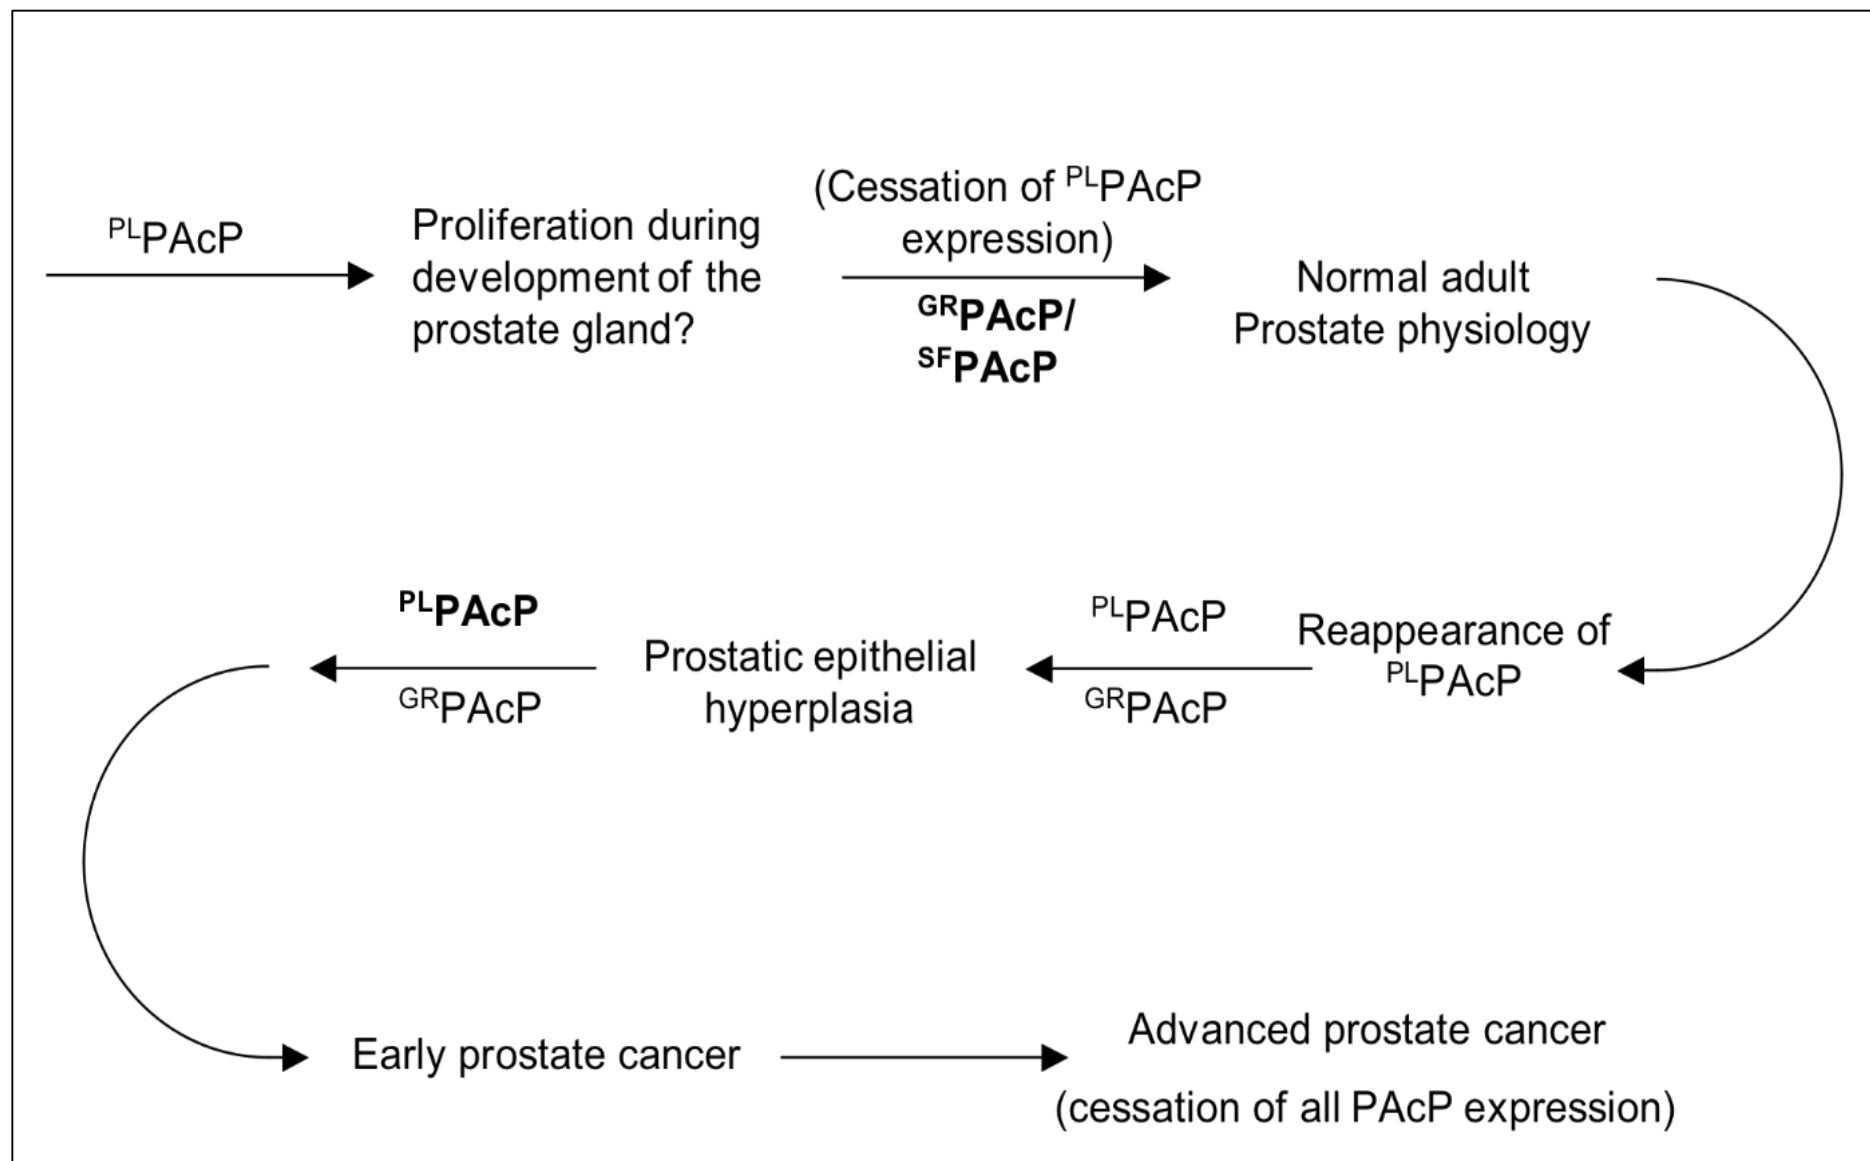 PLPAcP
Proliferation during
development of the
prostate gland?
(Cessation of PLPAcP
expression)
GRPAcP/
SFPAcP
Normal adult
Prostate physiology
Reappearance of
PLPAcP
PLPAcP
GRPAcP
Prostatic epithelial
hyperplasia
PLPAcP
GRPAcP
Early prostate cancer
Advanced prostate cancer
(cessation of all PAcP expression)